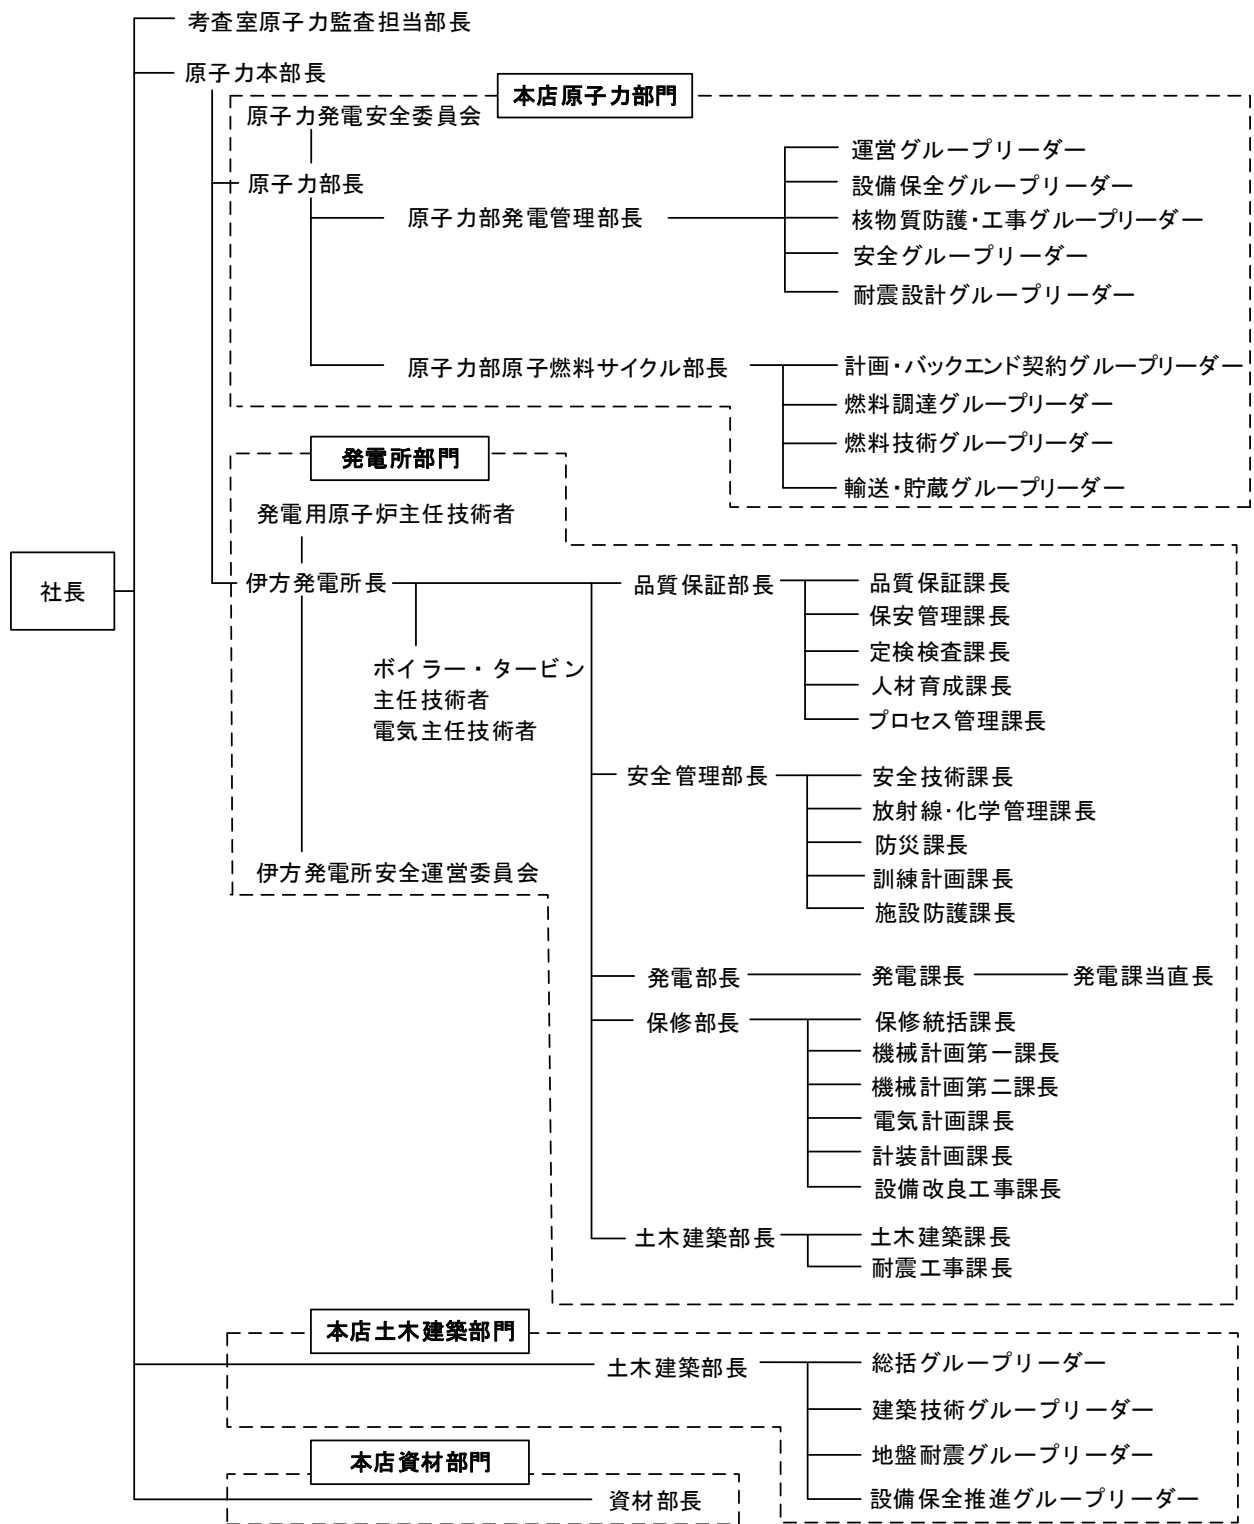 考査室原子力監査担当部長
原子力本部長
本店原子力部門
原子力発電安全委員会
原子力部長
原子力部発電管理部長
運営グループリーダー
設備保全グループリーダー
核物質防護・工事グループリーダー
安全グループリーダー
耐震設計グループリーダー
原子力部原子燃料サイクル部長
計画・バックエンド契約グループリーダー
燃料調達グループリーダー
燃料技術グループリーダー
輸送・貯蔵グループリーダー
発電所部門
発電用原子炉主任技術者
社長
伊方発電所長
ボイラー・タービン
主任技術者
電気主任技術者
伊方発電所安全運営委員会
品質保証部長
品質保証課長
保安管理課長
定検検査課長
人材育成課長
プロセス管理課長
安全管理部長
安全技術課長
放射線・化学管理課長
防災課長
訓練計画課長
施設防護課長
発電部長
発電課長
発電課当直長
保修部長
保修統括課長
機械計画第一課長
機械計画第二課長
電気計画課長
計装計画課長
設備改良工事課長
土木建築部長
土木建築課長
耐震工事課長
本店土木建築部門
土木建築部長
総括グループリーダー
建築技術グループリーダー
地盤耐震グループリーダー
設備保全推進グループリーダー
本店資材部門
資材部長